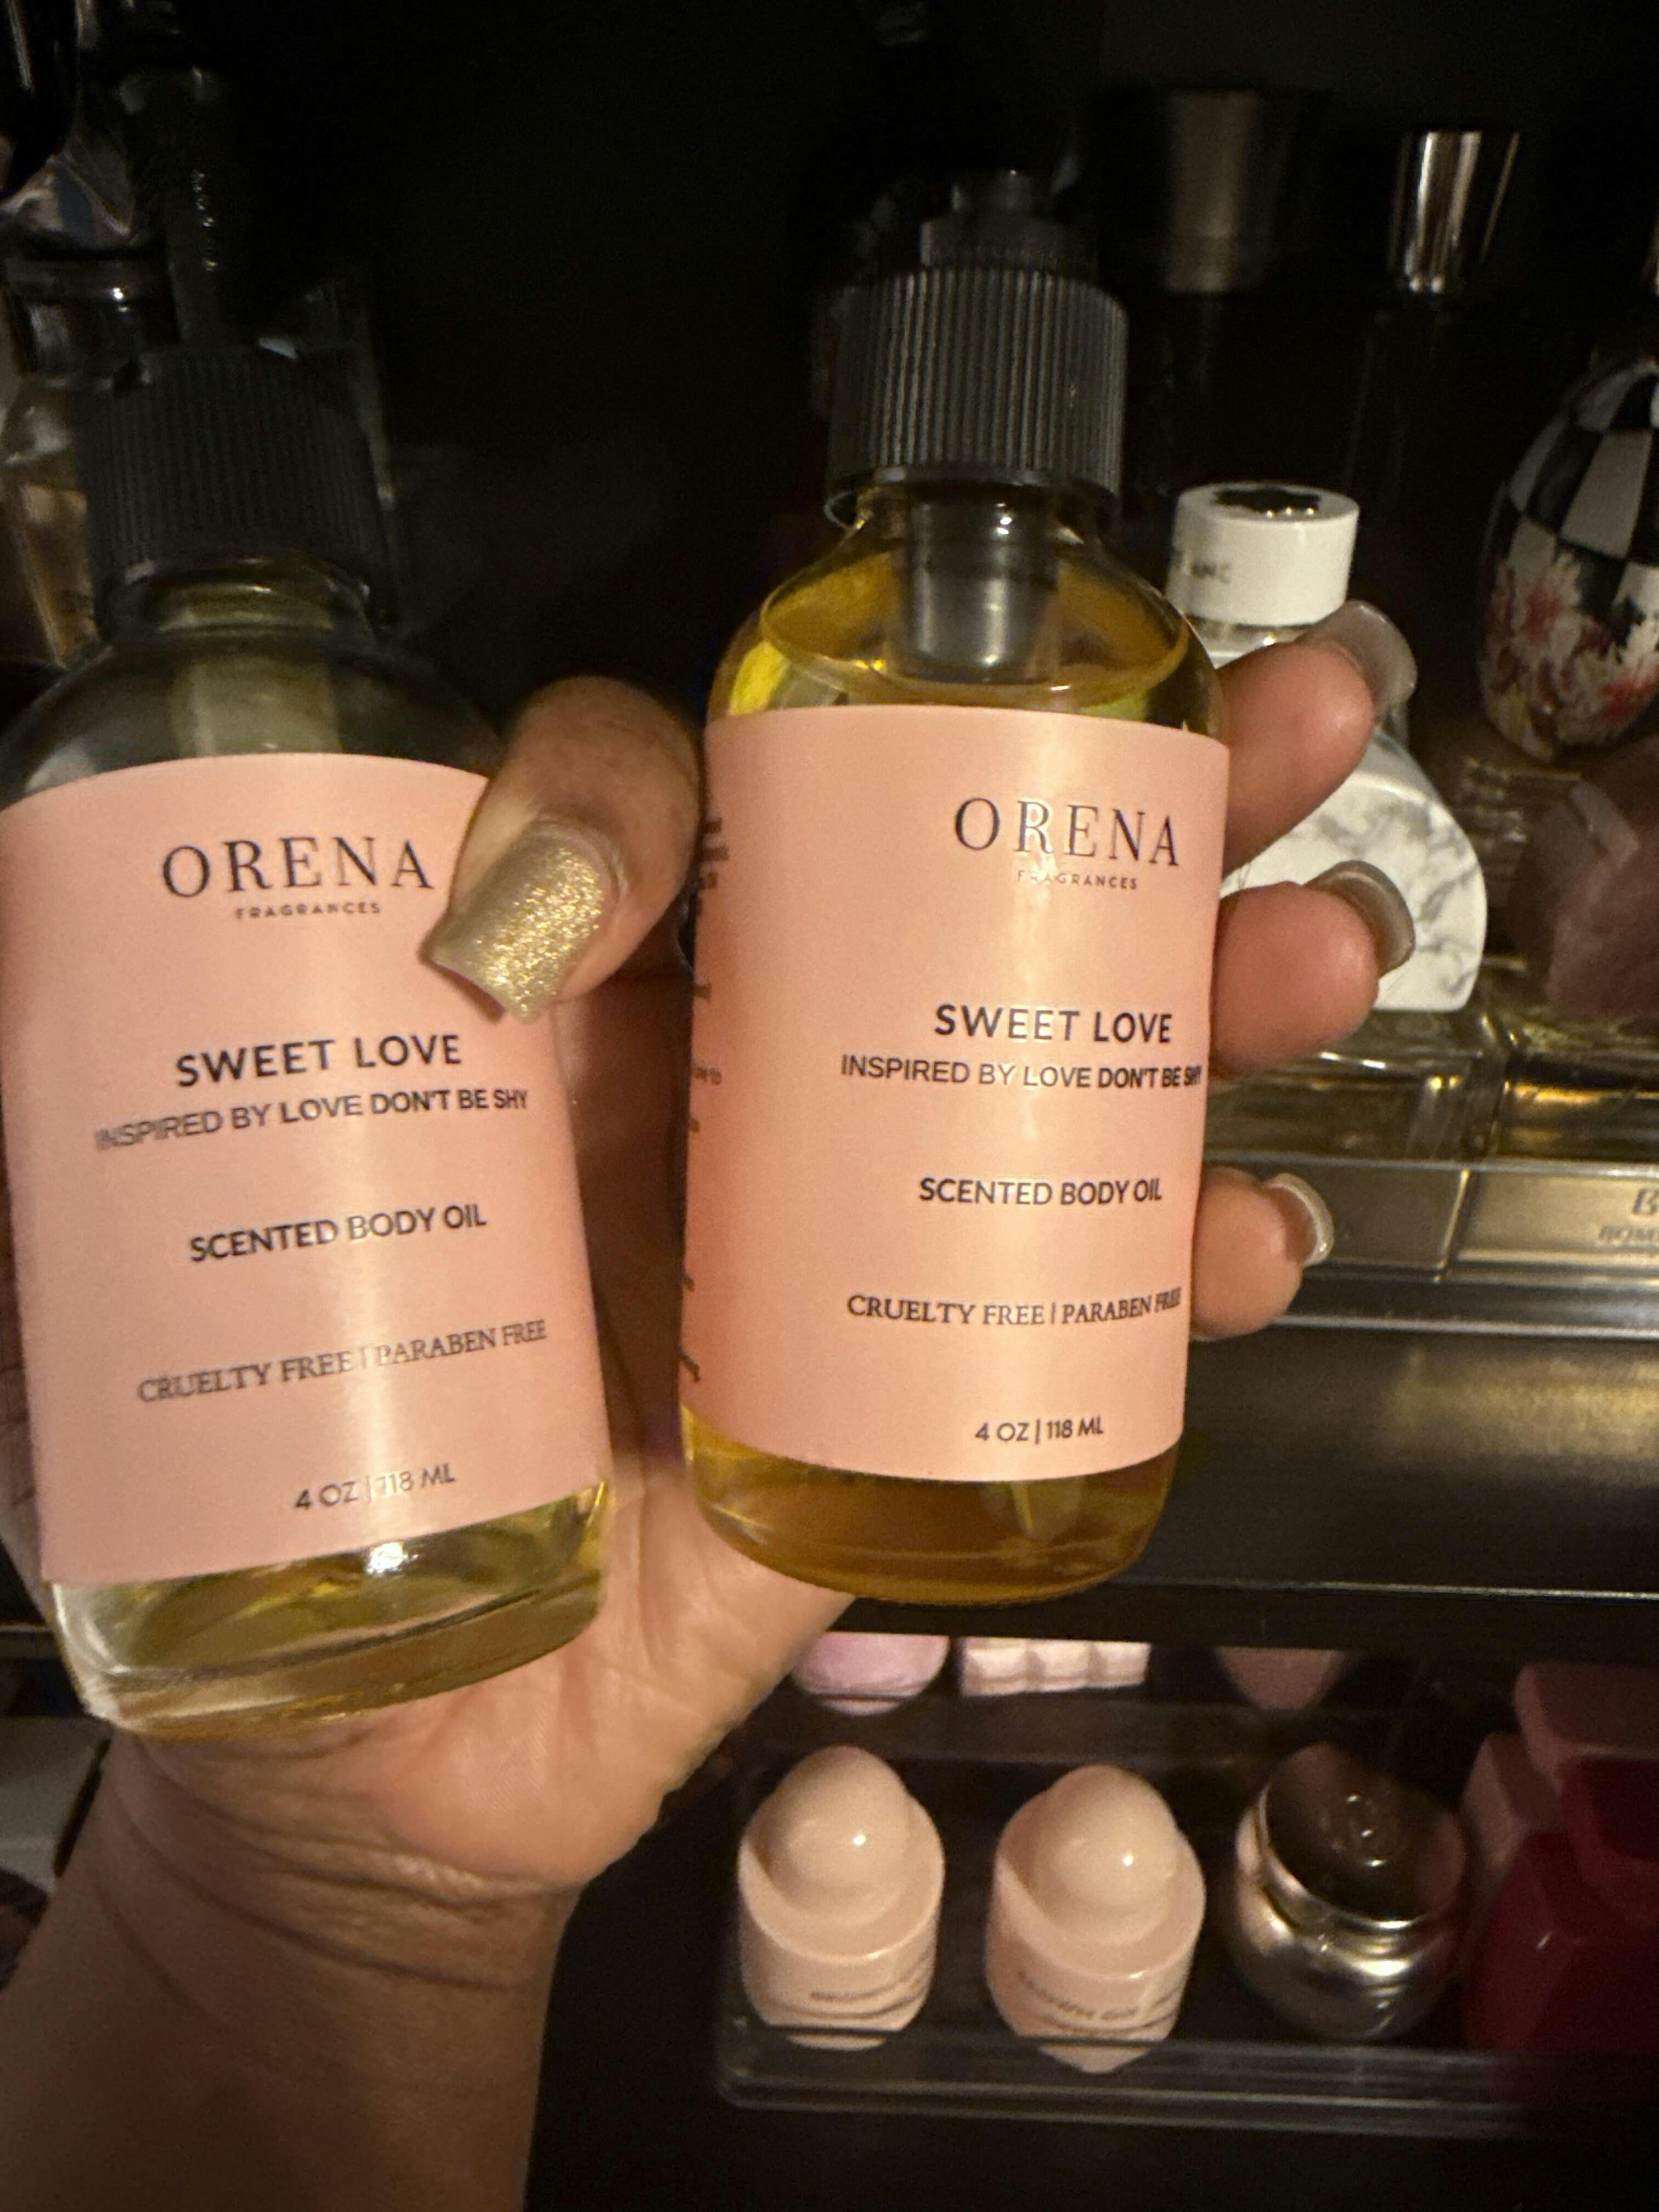 ORENA
FRAGRANCES
SWEET LOVE
INSPIRED BY LOVE DON'T BE SHY
SCENTED BODY OIL
CRUELTY FREE | PARABEN FREE
4 OZ | 118 ML
ORENA
FRAGRANCES
SWEET LOVE
INSPIRED BY LOVE DON'T BE SHY
SCENTED BODY OIL
CRUELTY FREE | PARABEN FREE
4 OZ | 118 ML